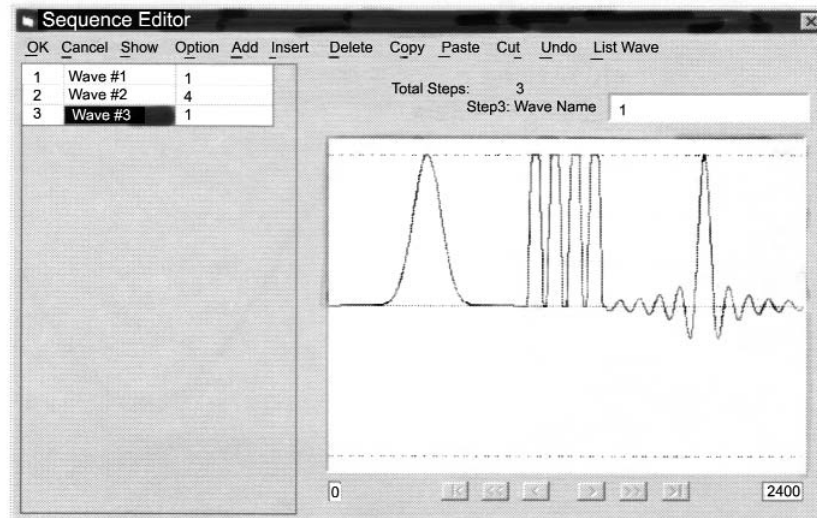 Sequence Editor
OK Cancel Show Option Add Insert Delete Copy Paste Cut Undo List Wave
1 Wave #1 1
2 Wave #2 4
3 Wave #3 1
Total Steps: 3
Step3: Wave Name 1
0 |< << < > >> >| 2400